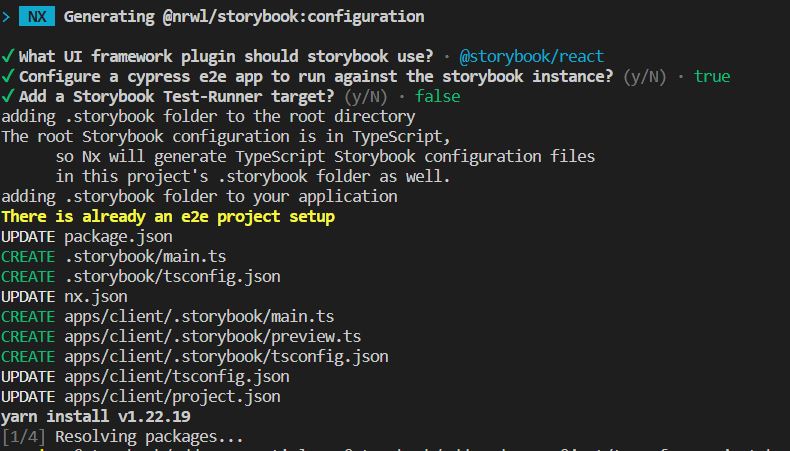 > NX Generating @nrwl/storybook:configuration
✓ What UI framework plugin should storybook use? · @storybook/react
✓ Configure a cypress e2e app to run against the storybook instance? (y/N) · true
✓ Add a Storybook Test-Runner target? (y/N) · false
adding .storybook folder to the root directory
The root Storybook configuration is in TypeScript,
so Nx will generate TypeScript Storybook configuration files
in this project's .storybook folder as well.
adding .storybook folder to your application
There is already an e2e project setup
UPDATE package.json
CREATE .storybook/main.ts
CREATE .storybook/tsconfig.json
UPDATE nx.json
CREATE apps/client/.storybook/main.ts
CREATE apps/client/.storybook/preview.ts
CREATE apps/client/.storybook/tsconfig.json
UPDATE apps/client/tsconfig.json
UPDATE apps/client/project.json
yarn install v1.22.19
[1/4] Resolving packages...